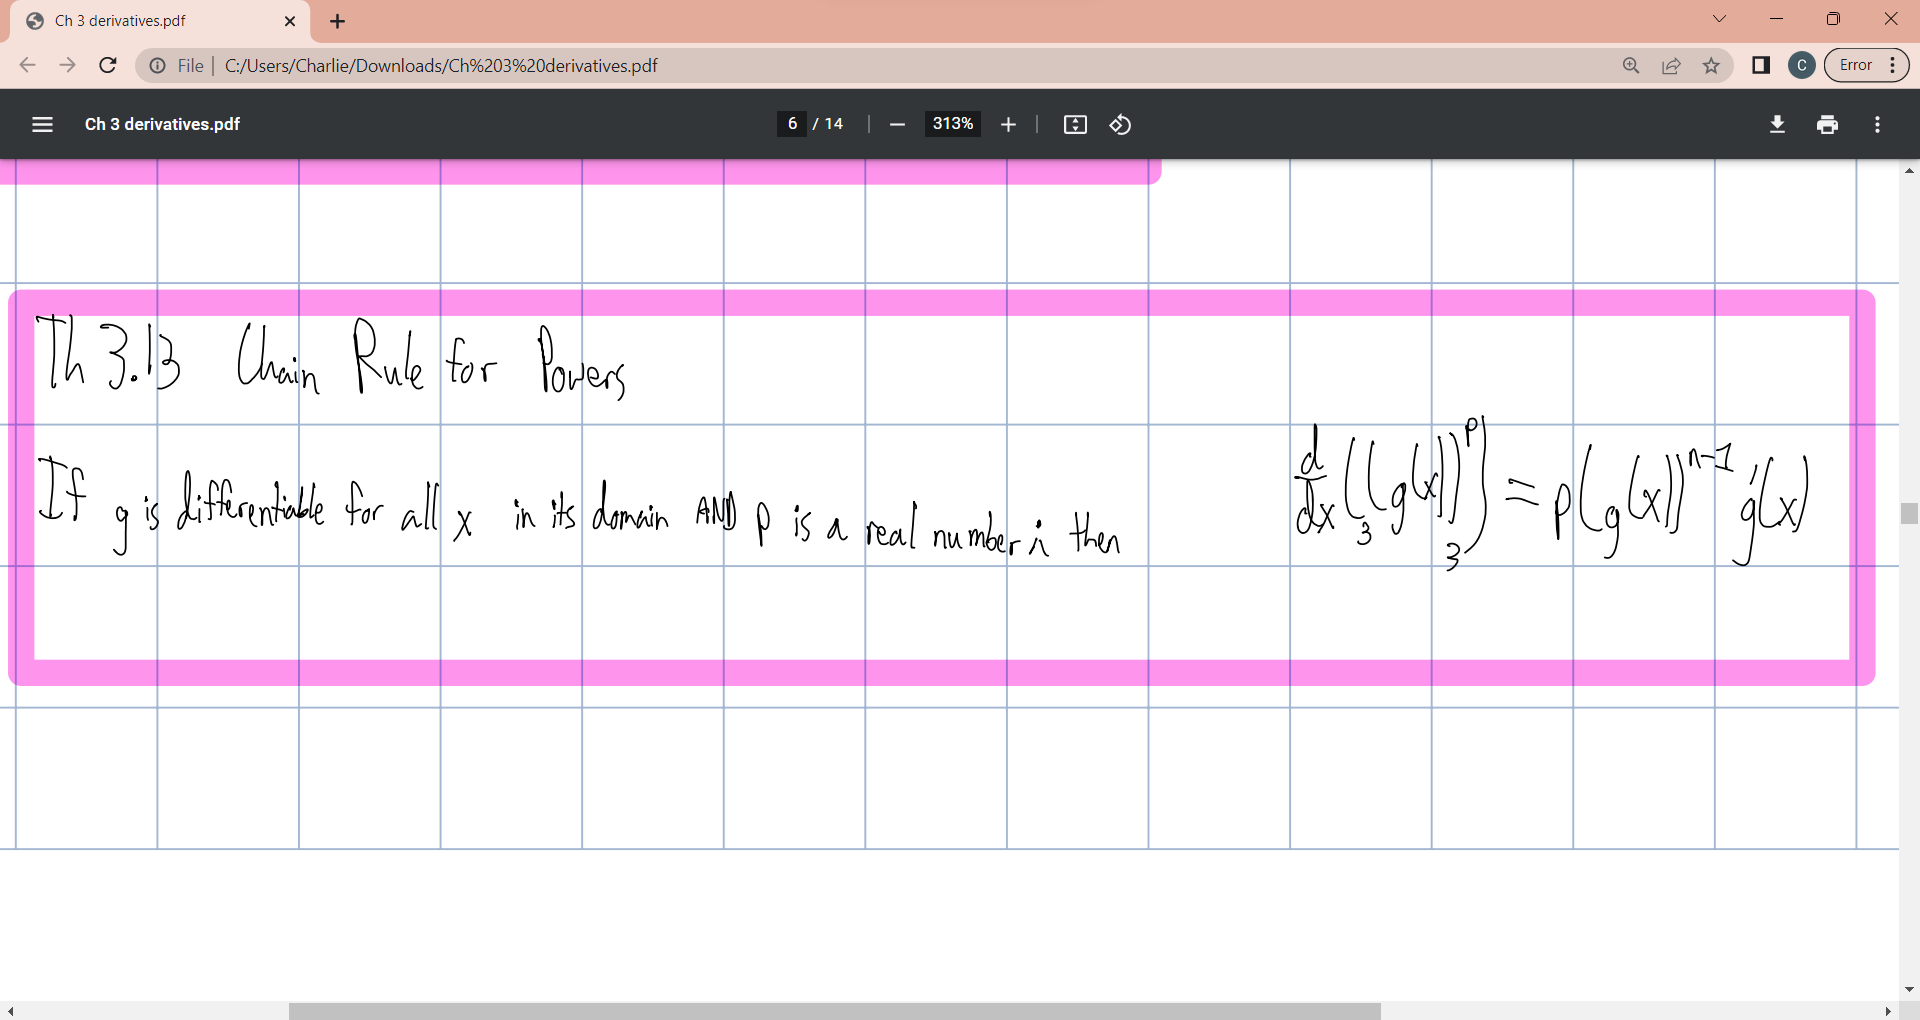 Ch 3 derivatives.pdf
File | C:/Users/Charlie/Downloads/Ch%203%20derivatives.pdf
C
Error
Ch 3 derivatives.pdf
6 / 14
313%
Th 3.13 Chain Rule for Powers
If g is differentiable for all x in its domain AND p is a real number then
d/dx ((g(x))^p) = p(g(x))^n-1 g'(x)
3
3